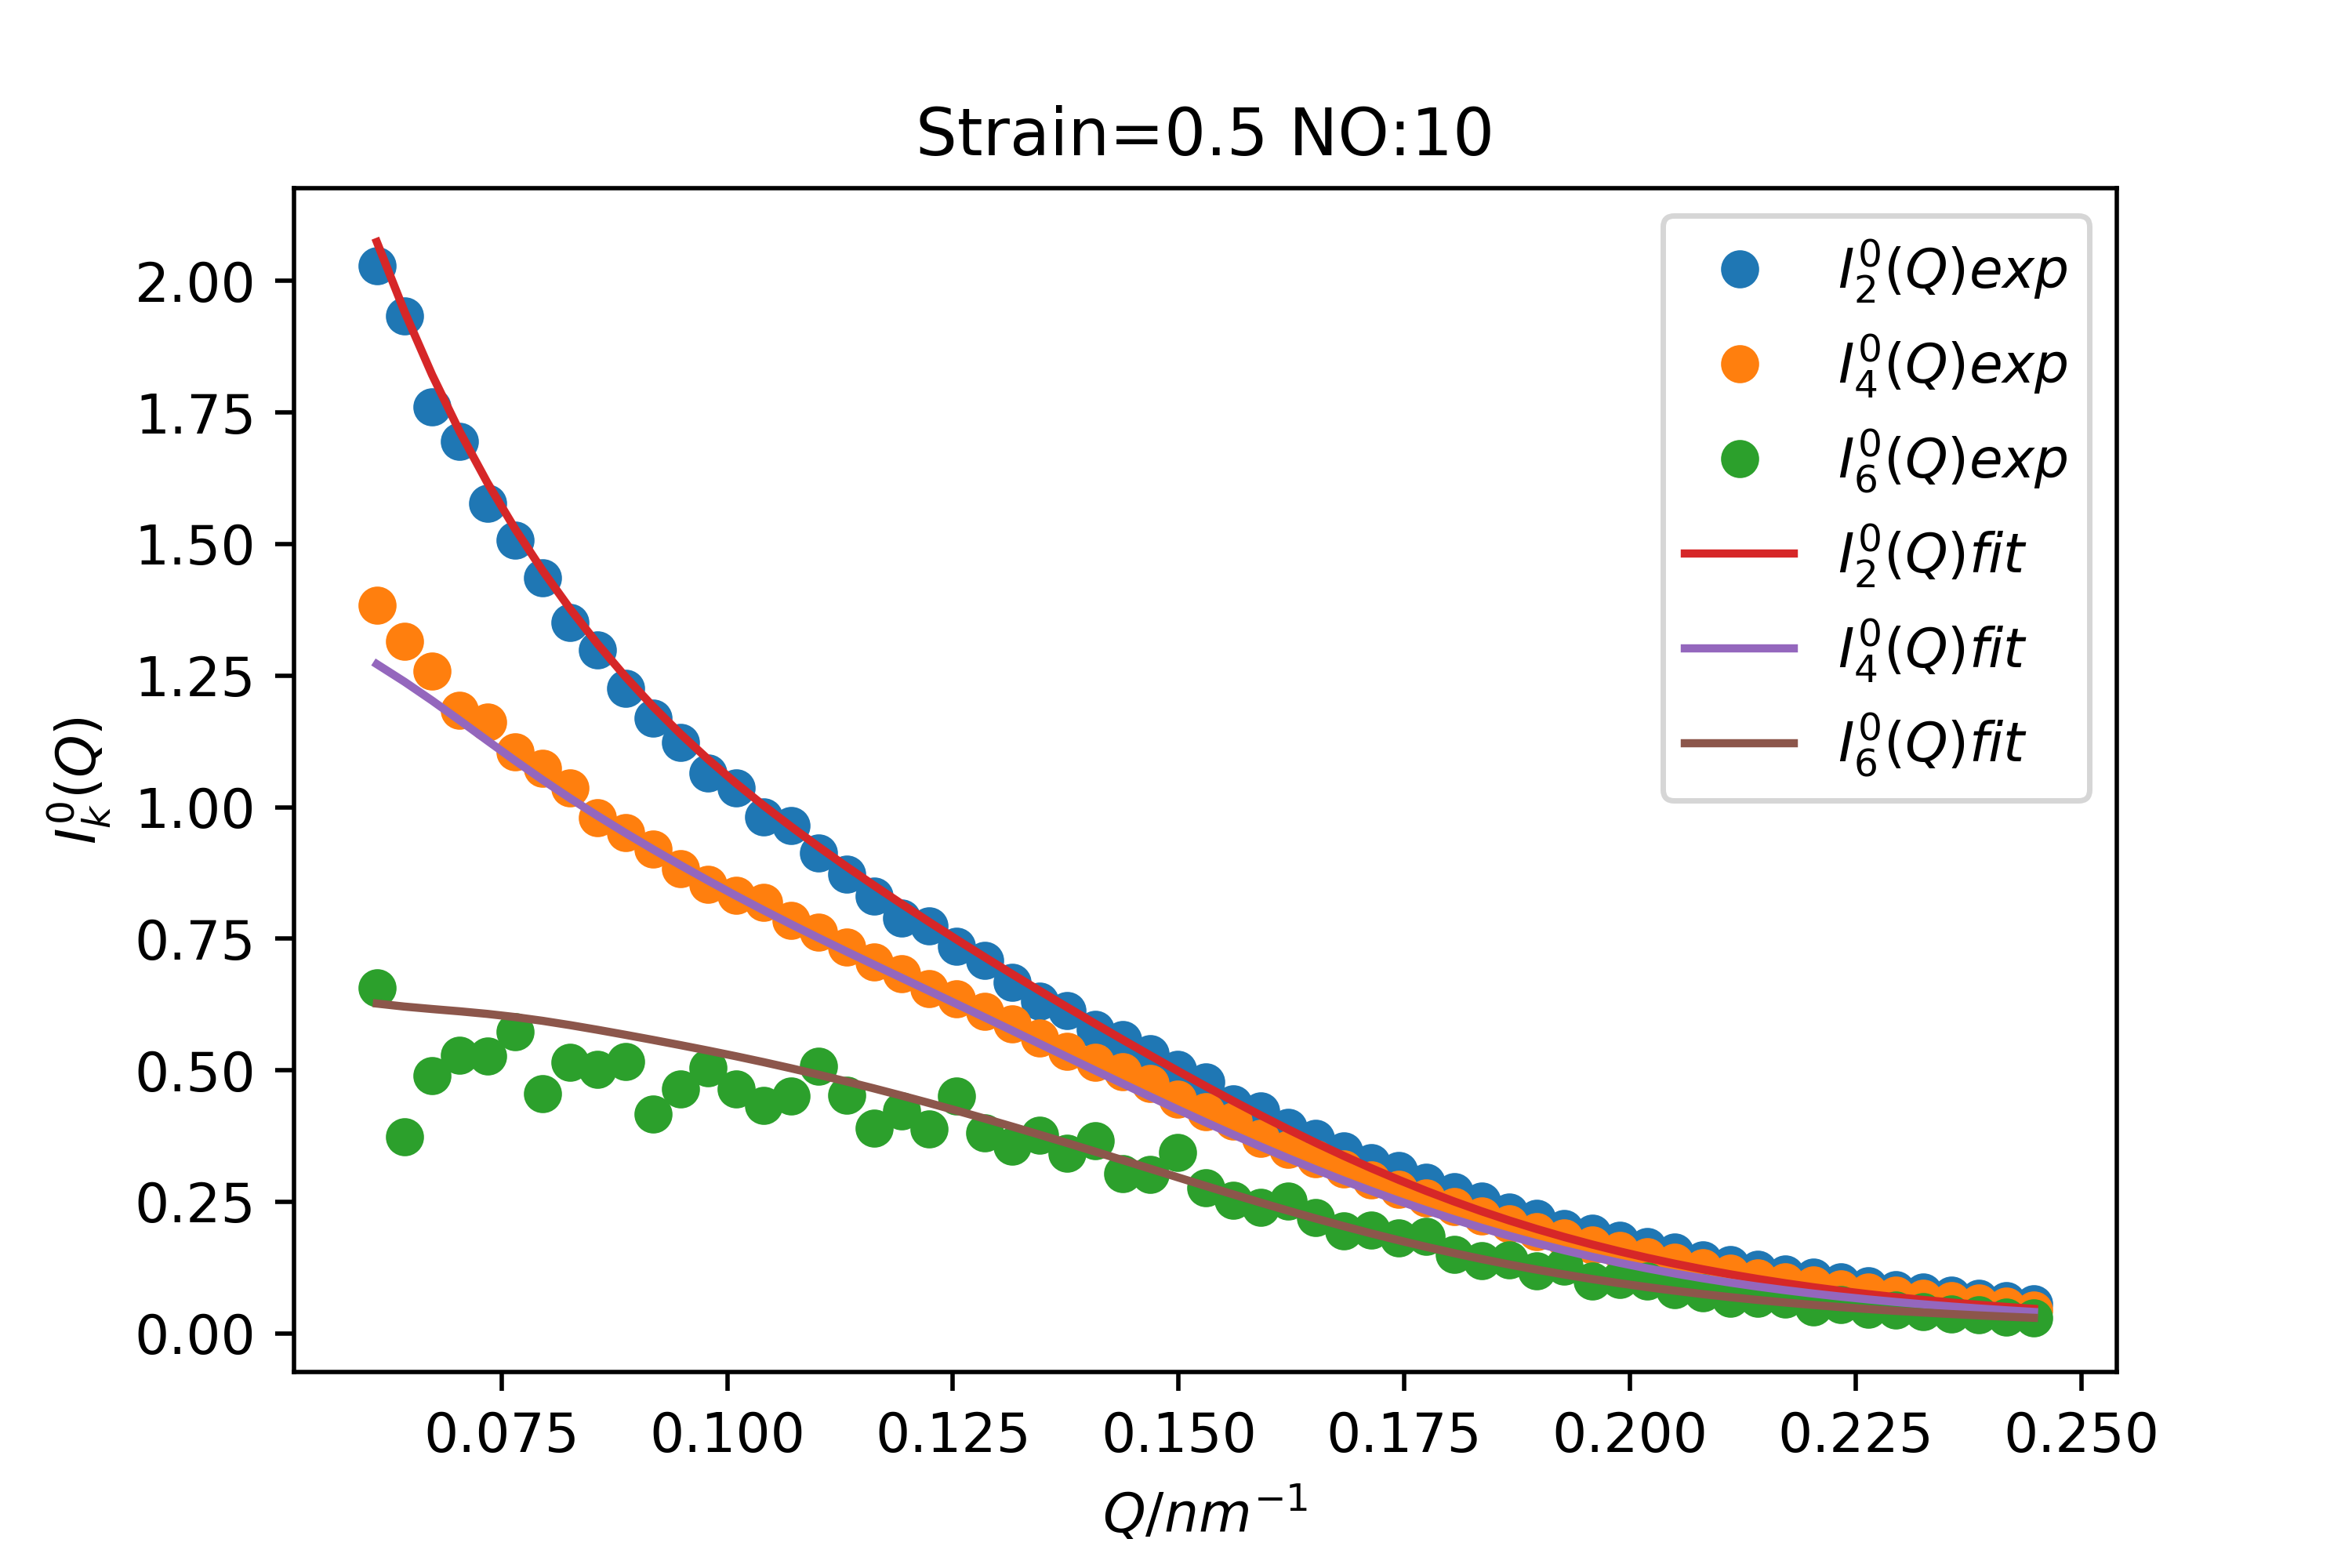 Strain=0.5 NO:10
2.00
1.75
1.50
1.25
1.00
0.75
0.50
0.25
0.00
$I_k^0(Q)$
$I_2^0(Q)exp$
$I_4^0(Q)exp$
$I_6^0(Q)exp$
$I_2^0(Q)fit$
$I_4^0(Q)fit$
$I_6^0(Q)fit$
0.075 0.100 0.125 0.150 0.175 0.200 0.225 0.250
$Q/nm^{-1}$